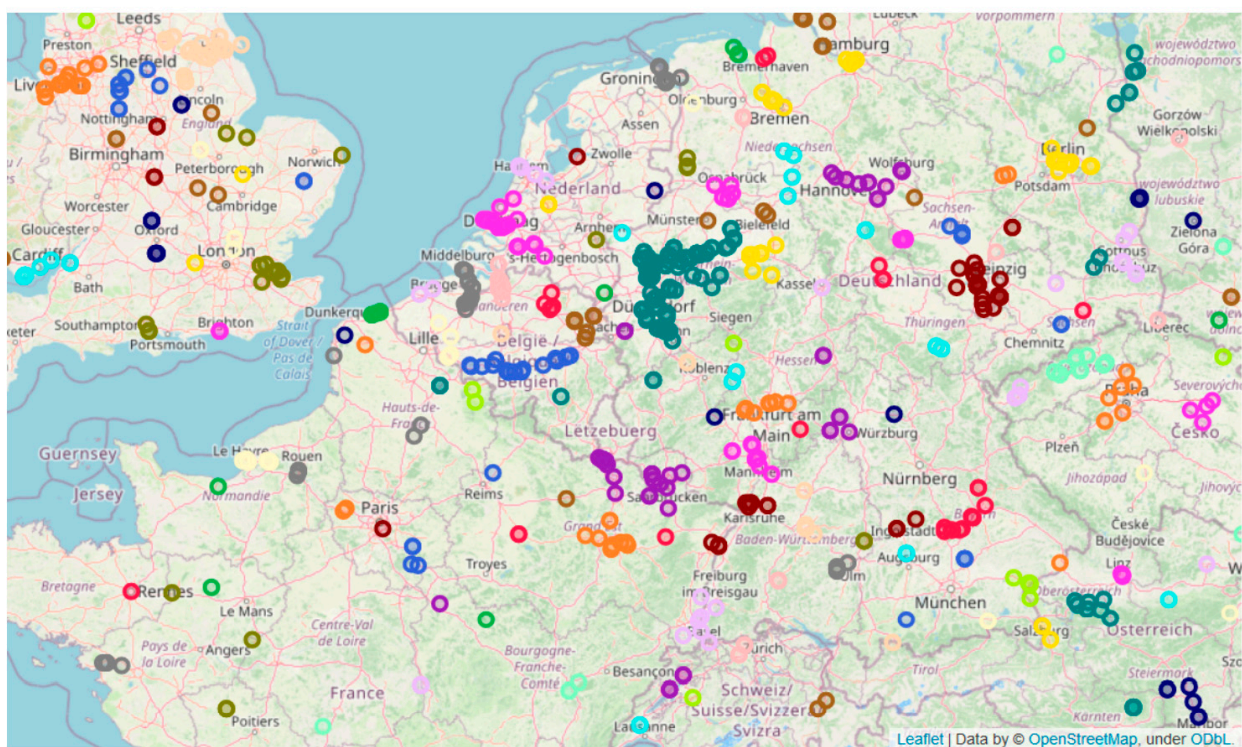 Leeds
Preston
Sheffield
Lincoln
Nottingham
England
Birmingham
Peterborough
Norwich
Worcester
Cambridge
Gloucester
Oxford
Cardiff
London
Bath
Southampton
Brighton
Portsmouth
Strait
of Dover /
Pas de
Calais
Guernsey
Jersey
Groningen
Assen
Zwolle
Nederland
Arnhem
Middelburg
Brugge
Dunkerque
Lille
België /
Belgien
Hauts-de-
France
Lëtzebuerg
Le Havre
Rouen
Normandie
Reims
Paris
Grand Est
Troyes
Bretagne
Rennes
Le Mans
Centre-Val
de Loire
Angers
Pays de
la Loire
France
Poitiers
Bourgogne-
Franche-
Comté
Besançon
Lausanne
Lübeck
Vorpommern
Bremerhaven
Oldenburg
Bremen
Niedersachsen
Osnabrück
Hannover
Wolfsburg
Berlin
Potsdam
Münster
Bielefeld
Sachsen-
Anhalt
Kassel
Deutschland
Leipzig
Cottbus
Siegen
Thüringen
Sachsen
Chemnitz
Hessen
Koblenz
Frankfurt am
Main
Würzburg
Mannheim
Saarbrücken
Nürnberg
Karlsruhe
Baden-Württemberg
Ingolstadt
Bayern
Augsburg
Ulm
München
Freiburg
im Breisgau
Basel
Zürich
Schweiz/
Suisse/Svizzera/
Svizra
Tirol
Salzburg
Oberösterreich
Linz
Österreich
Steiermark
Kärnten
Maribor
województwo
zachodniopomorskie
Gorzów
Wielkopolski
województwo
lubuskie
Zielona
Góra
Liberec
Praha
Plzeň
Česko
Jihozápad
České
Budějovice
Leaflet | Data by © OpenStreetMap, under ODbL.